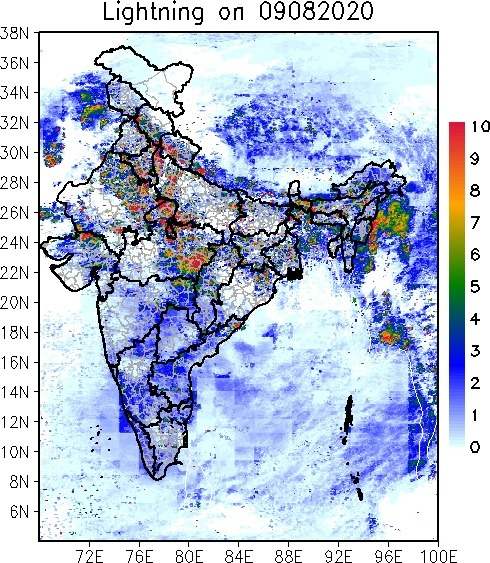 Lightning on 09082020
38N
36N
34N
32N
30N
28N
26N
24N
22N
20N
18N
16N
14N
12N
10N
8N
6N
72E 76E 80E 84E 88E 92E 96E 100E
10
9
8
7
6
5
4
3
2
1
0